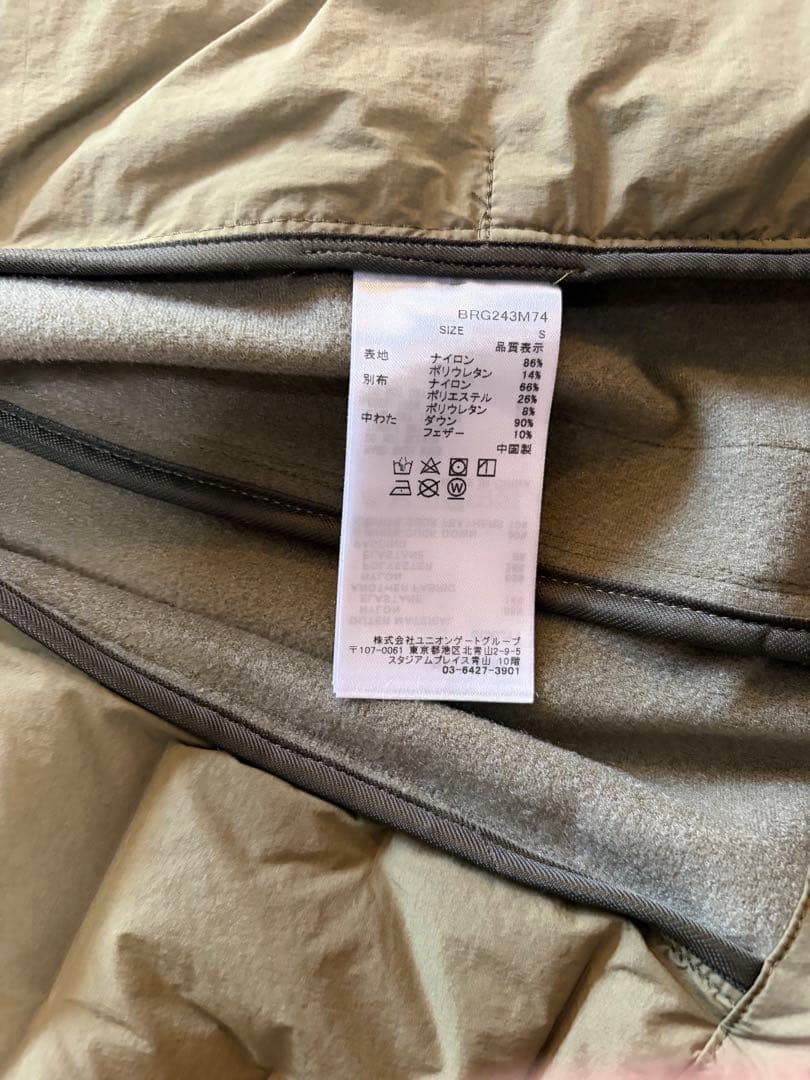 BRG243M74
SIZE S
品質表示
表地 ナイロン 86%
ポリウレタン 14%
別布 ナイロン 66%
ポリエステル 26%
ポリウレタン 8%
中わた ダウン 90%
フェザー 10%
中国製
W
株式会社ユニオンゲートグループ
〒107-0061 東京都港区北青山2-9-5
スタジアムプレイス青山 10階
03-6427-3901